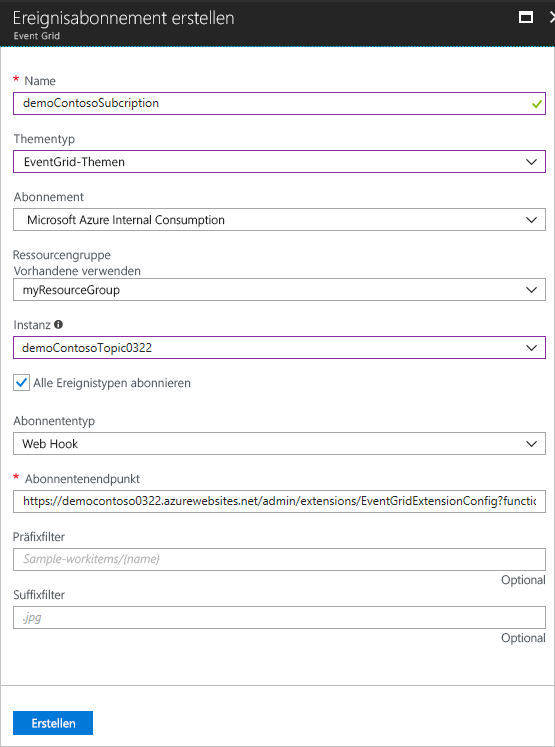 Ereignisabonnement erstellen
Event Grid
* Name
demoContosoSubcription
Thementyp
EventGrid-Themen
Abonnement
Microsoft Azure Internal Consumption
Ressourcengruppe
Vorhandene verwenden
myResourceGroup
Instanz
demoContosoTopic0322
Alle Ereignistypen abonnieren
Abonnententyp
Web Hook
* Abonnentenendpunkt
https://democontoso0322.azurewebsites.net/admin/extensions/EventGridExtensionConfig?functio
Präfixfilter
Sample-workitems/{name}
Optional
Suffixfilter
.jpg
Optional
Erstellen